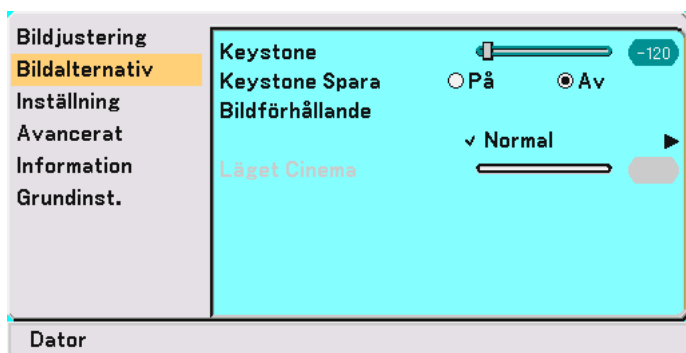 Bildjustering
Bildalternativ
Inställning
Avancerat
Information
Grundinst.
Keystone -120
Keystone Spara På Av
Bildförhållande
✓ Normal ▶
Läget Cinema
Dator